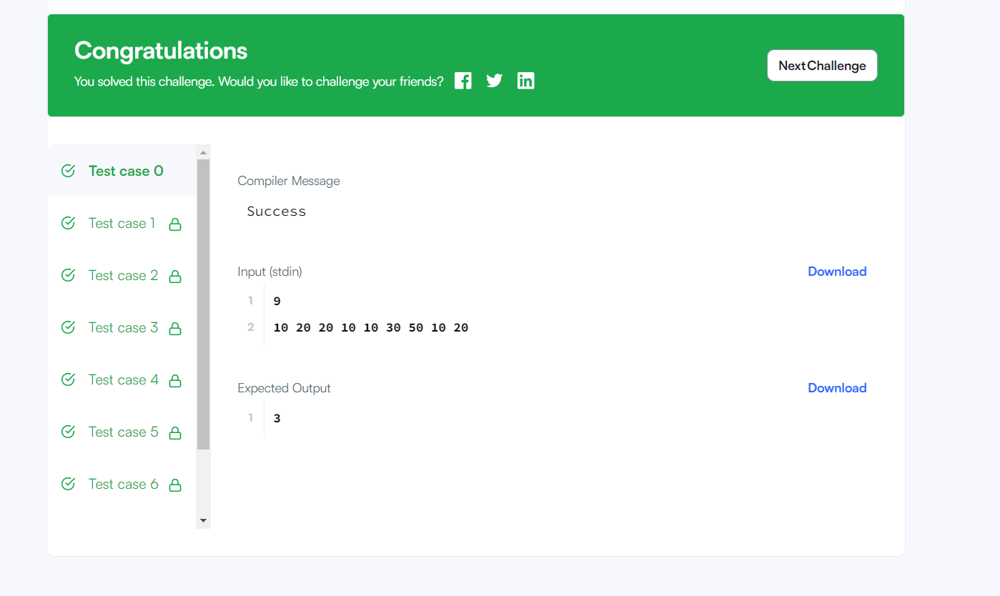 Congratulations
You solved this challenge. Would you like to challenge your friends?
Next Challenge
Test case 0
Test case 1
Test case 2
Test case 3
Test case 4
Test case 5
Test case 6
Compiler Message
Success
Input (stdin)
Download
1 9
2 10 20 20 10 10 30 50 10 20
Expected Output
Download
1 3